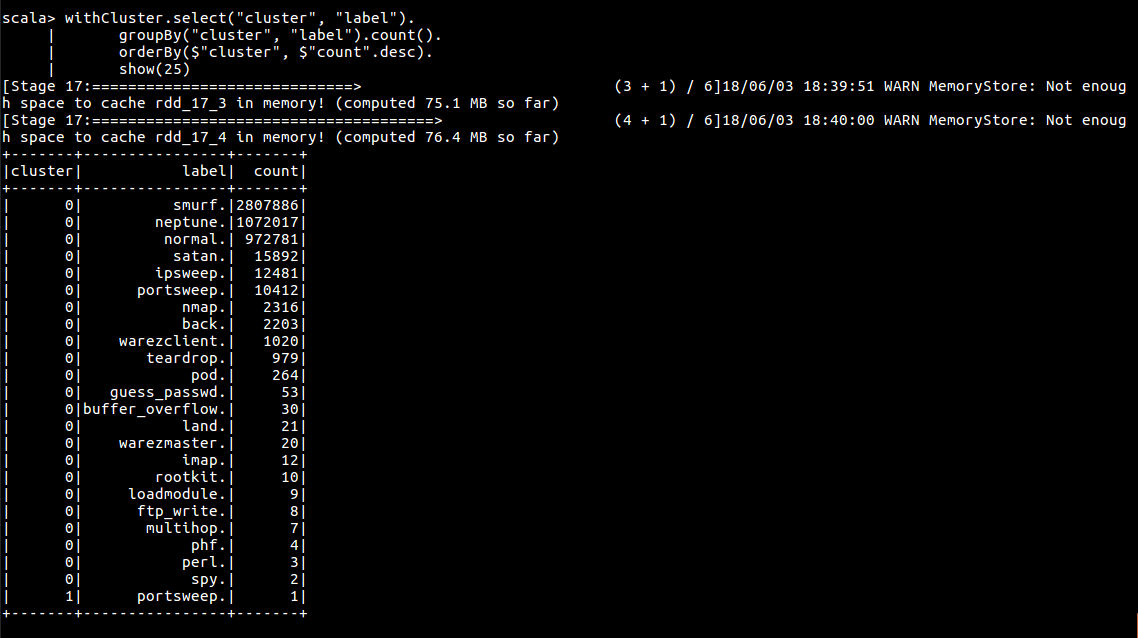 scala> withCluster.select("cluster", "label").
     |       groupBy("cluster", "label").count().
     |       orderBy($"cluster", $"count".desc).
     |       show(25)
[Stage 17:=============================>                            (3 + 1) / 6]18/06/03 18:39:51 WARN MemoryStore: Not enoug
h space to cache rdd_17_3 in memory! (computed 75.1 MB so far)
[Stage 17:======================================>                   (4 + 1) / 6]18/06/03 18:40:00 WARN MemoryStore: Not enoug
h space to cache rdd_17_4 in memory! (computed 76.4 MB so far)
+-------+----------------+-------+
|cluster|           label|  count|
+-------+----------------+-------+
|      0|          smurf.|2807886|
|      0|        neptune.|1072017|
|      0|         normal.| 972781|
|      0|          satan.|  15892|
|      0|        ipsweep.|  12481|
|      0|      portsweep.|  10412|
|      0|           nmap.|   2316|
|      0|           back.|   2203|
|      0|    warezclient.|   1020|
|      0|       teardrop.|    979|
|      0|            pod.|    264|
|      0|   guess_passwd.|     53|
|      0|buffer_overflow.|     30|
|      0|           land.|     21|
|      0|    warezmaster.|     20|
|      0|           imap.|     12|
|      0|        rootkit.|     10|
|      0|     loadmodule.|      9|
|      0|      ftp_write.|      8|
|      0|       multihop.|      7|
|      0|            phf.|      4|
|      0|           perl.|      3|
|      0|            spy.|      2|
|      1|      portsweep.|      1|
+-------+----------------+-------+